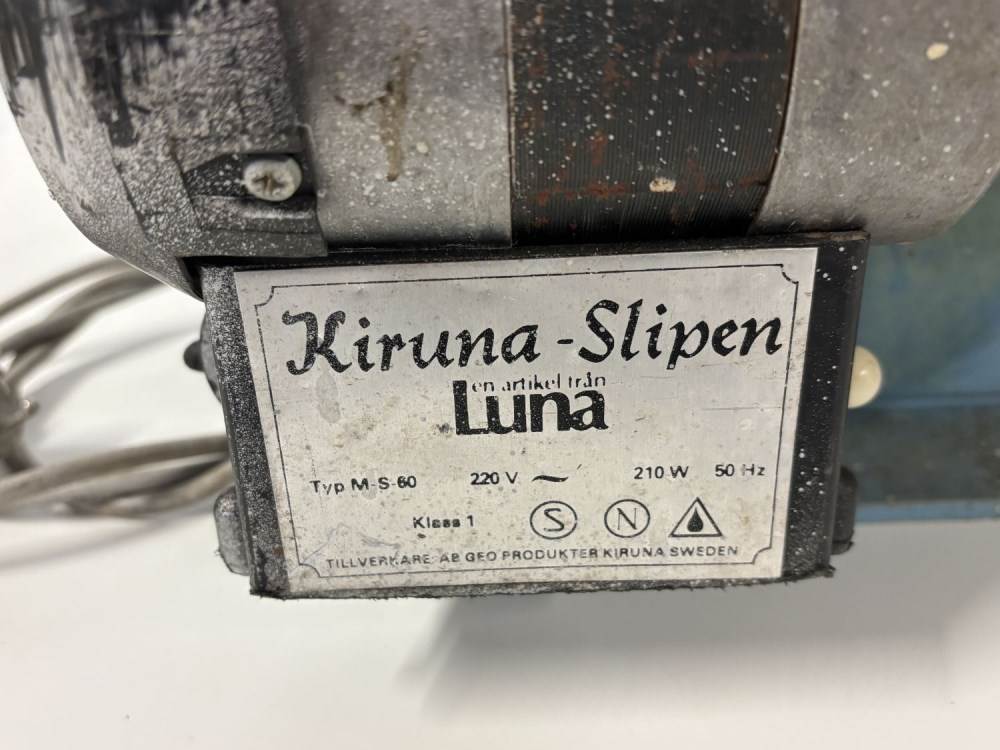 Kiruna-Slipen
en artikel från
Luna
Typ M-S-60 220 V ~ 210 W 50 Hz
Klass 1 S N
TILLVERKARE: AB GEO PRODUKTER KIRUNA SWEDEN